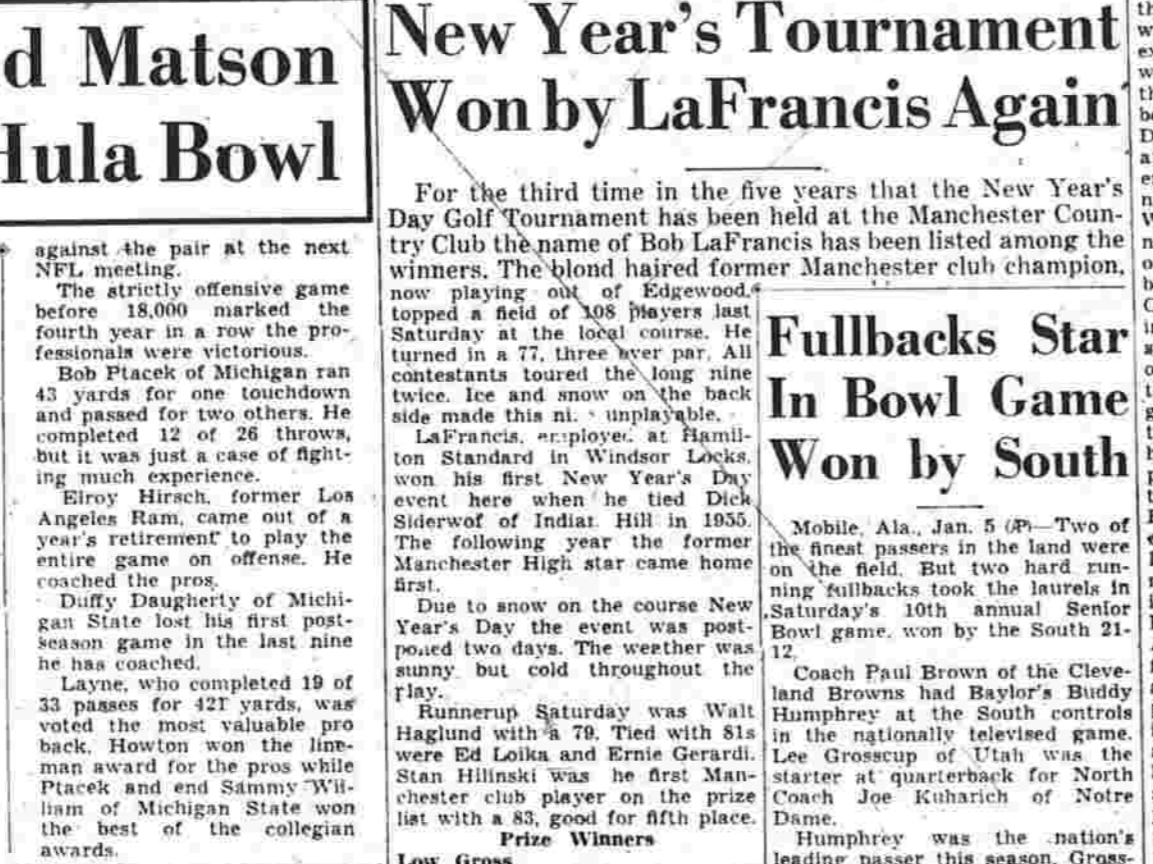 d Matson
Hula Bowl
against the pair at the next
NFL meeting.
The strictly offensive game
before 18,000 marked the
fourth year in a row the pro-
fessionals were victorious.
Bob Ptacek of Michigan ran
43 yards for one touchdown
and passed for two others. He
completed 12 of 26 throws,
but it was just a case of fight-
ing much experience.
Elroy Hirsch, former Los
Angeles Ram, came out of a
year's retirement to play the
entire game on offense. He
coached the pros.
Duffy Daugherty of Michi-
gan State lost his first post-
season game in the last nine
he has coached.
Layne, who completed 19 of
33 passes for 421 yards, was
voted the most valuable pro
back. Howton won the line-
man award for the pros while
Ptacek and end Sammy Wil-
liam of Michigan State won
the best of the collegian
awards.
New Year's Tournament
Won by LaFrancis Again
For the third time in the five years that the New Year's
Day Golf Tournament has been held at the Manchester Coun-
try Club the name of Bob LaFrancis has been listed among the
winners. The blond haired former Manchester club champion,
now playing out of Edgewood,
topped a field of 108 players last
Saturday at the local course. He
turned in a 77, three over par. All
contestants toured the long nine
twice. Ice and snow on the back
side made this ni. unplayable.
LaFrancis, employed at Hamil-
ton Standard in Windsor Locks,
won his first New Year's Day
event here when he tied Dick
Siderwof of Indian Hill in 1955.
The following year the former
Manchester High star came home
first.
Due to snow on the course New
Year's Day the event was post-
poned two days. The weather was
sunny but cold throughout the
play.
Runnerup Saturday was Walt
Haglund with a 79. Tied with 81s
were Ed Loika and Ernie Gerardi.
Stan Hilinski was he first Man-
chester club player on the prize
list with a 83, good for fifth place.
Prize Winners
Low Gross
Fullbacks Star
In Bowl Game
Won by South
Mobile, Ala., Jan. 5 (AP)—Two of
the finest passers in the land were
on the field. But two hard run-
ning fullbacks took the laurels in
Saturday's 10th annual Senior
Bowl game, won by the South 21-
12.
Coach Paul Brown of the Cleve-
land Browns had Baylor's Buddy
Humphrey at the South controls
in the nationally televised game.
Lee Grosscup of Utah was the
starter at quarterback for North
Coach Joe Kuharich of Notre
Dame.
Humphrey was the nation's
leading passer this season. Gross-